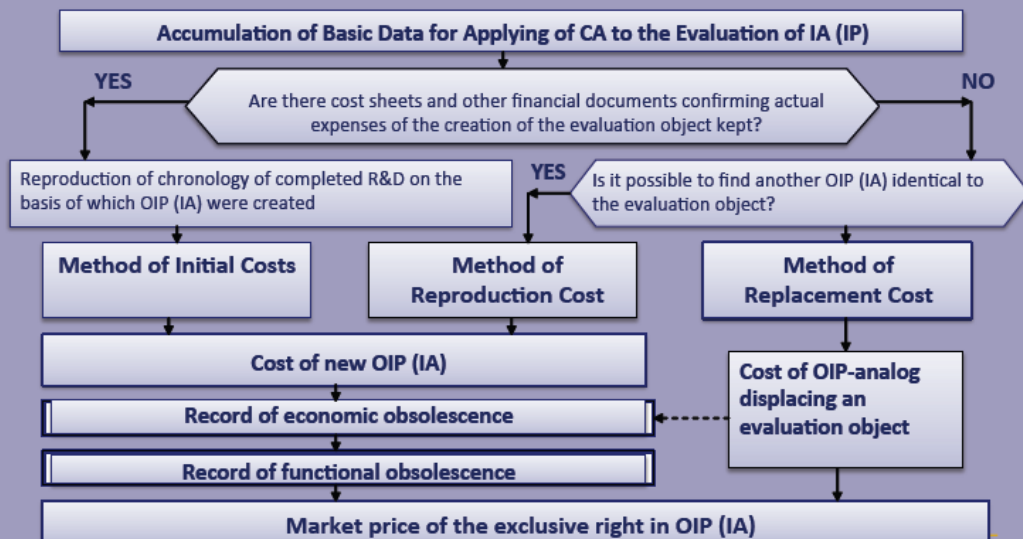 Accumulation of Basic Data for Applying of CA to the Evaluation of IA (IP)
YES
NO
Are there cost sheets and other financial documents confirming actual
expenses of the creation of the evaluation object kept?
Reproduction of chronology of completed R&D on the
basis of which OIP (IA) were created
YES
Is it possible to find another OIP (IA) identical to
the evaluation object?
Method of Initial Costs
Method of
Reproduction Cost
Method of
Replacement Cost
Cost of new OIP (IA)
Cost of OIP-analog
displacing an
evaluation object
Record of economic obsolescence
Record of functional obsolescence
Market price of the exclusive right in OIP (IA)